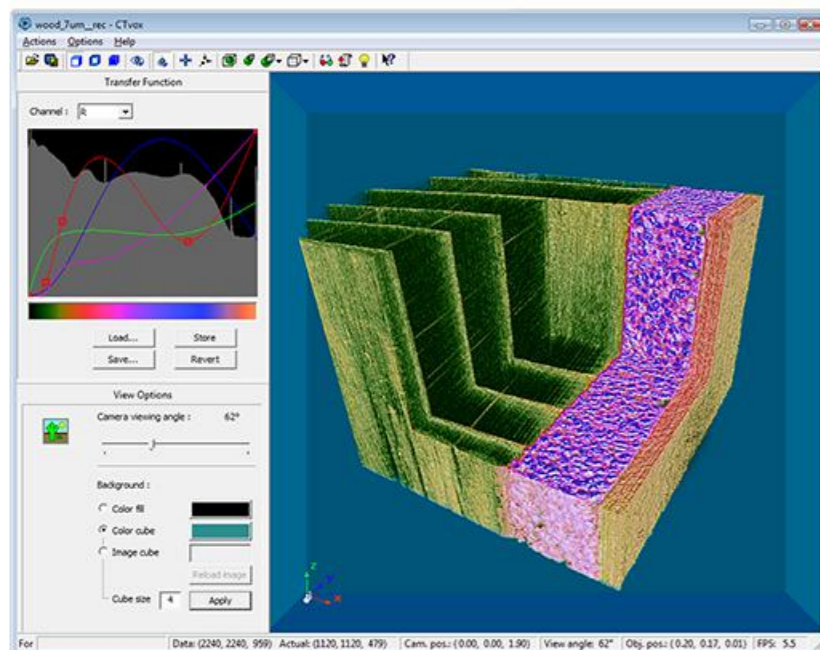 wood_7um__rec - CTvox
Actions Options Help
Transfer Function
Channel : R
Load... Store
Save... Revert
View Options
Camera viewing angle : 62°
Background :
Color fill
Color cube
Image cube
Reload image
Cube size 4 Apply
Z
Y
X
For Data: (2240, 2240, 959) Actual: (1120, 1120, 479) Cam. pos.: (0.00, 0.00, 1.90) View angle: 62° Obj. pos.: (0.20, 0.17, 0.01) FPS: 5.5